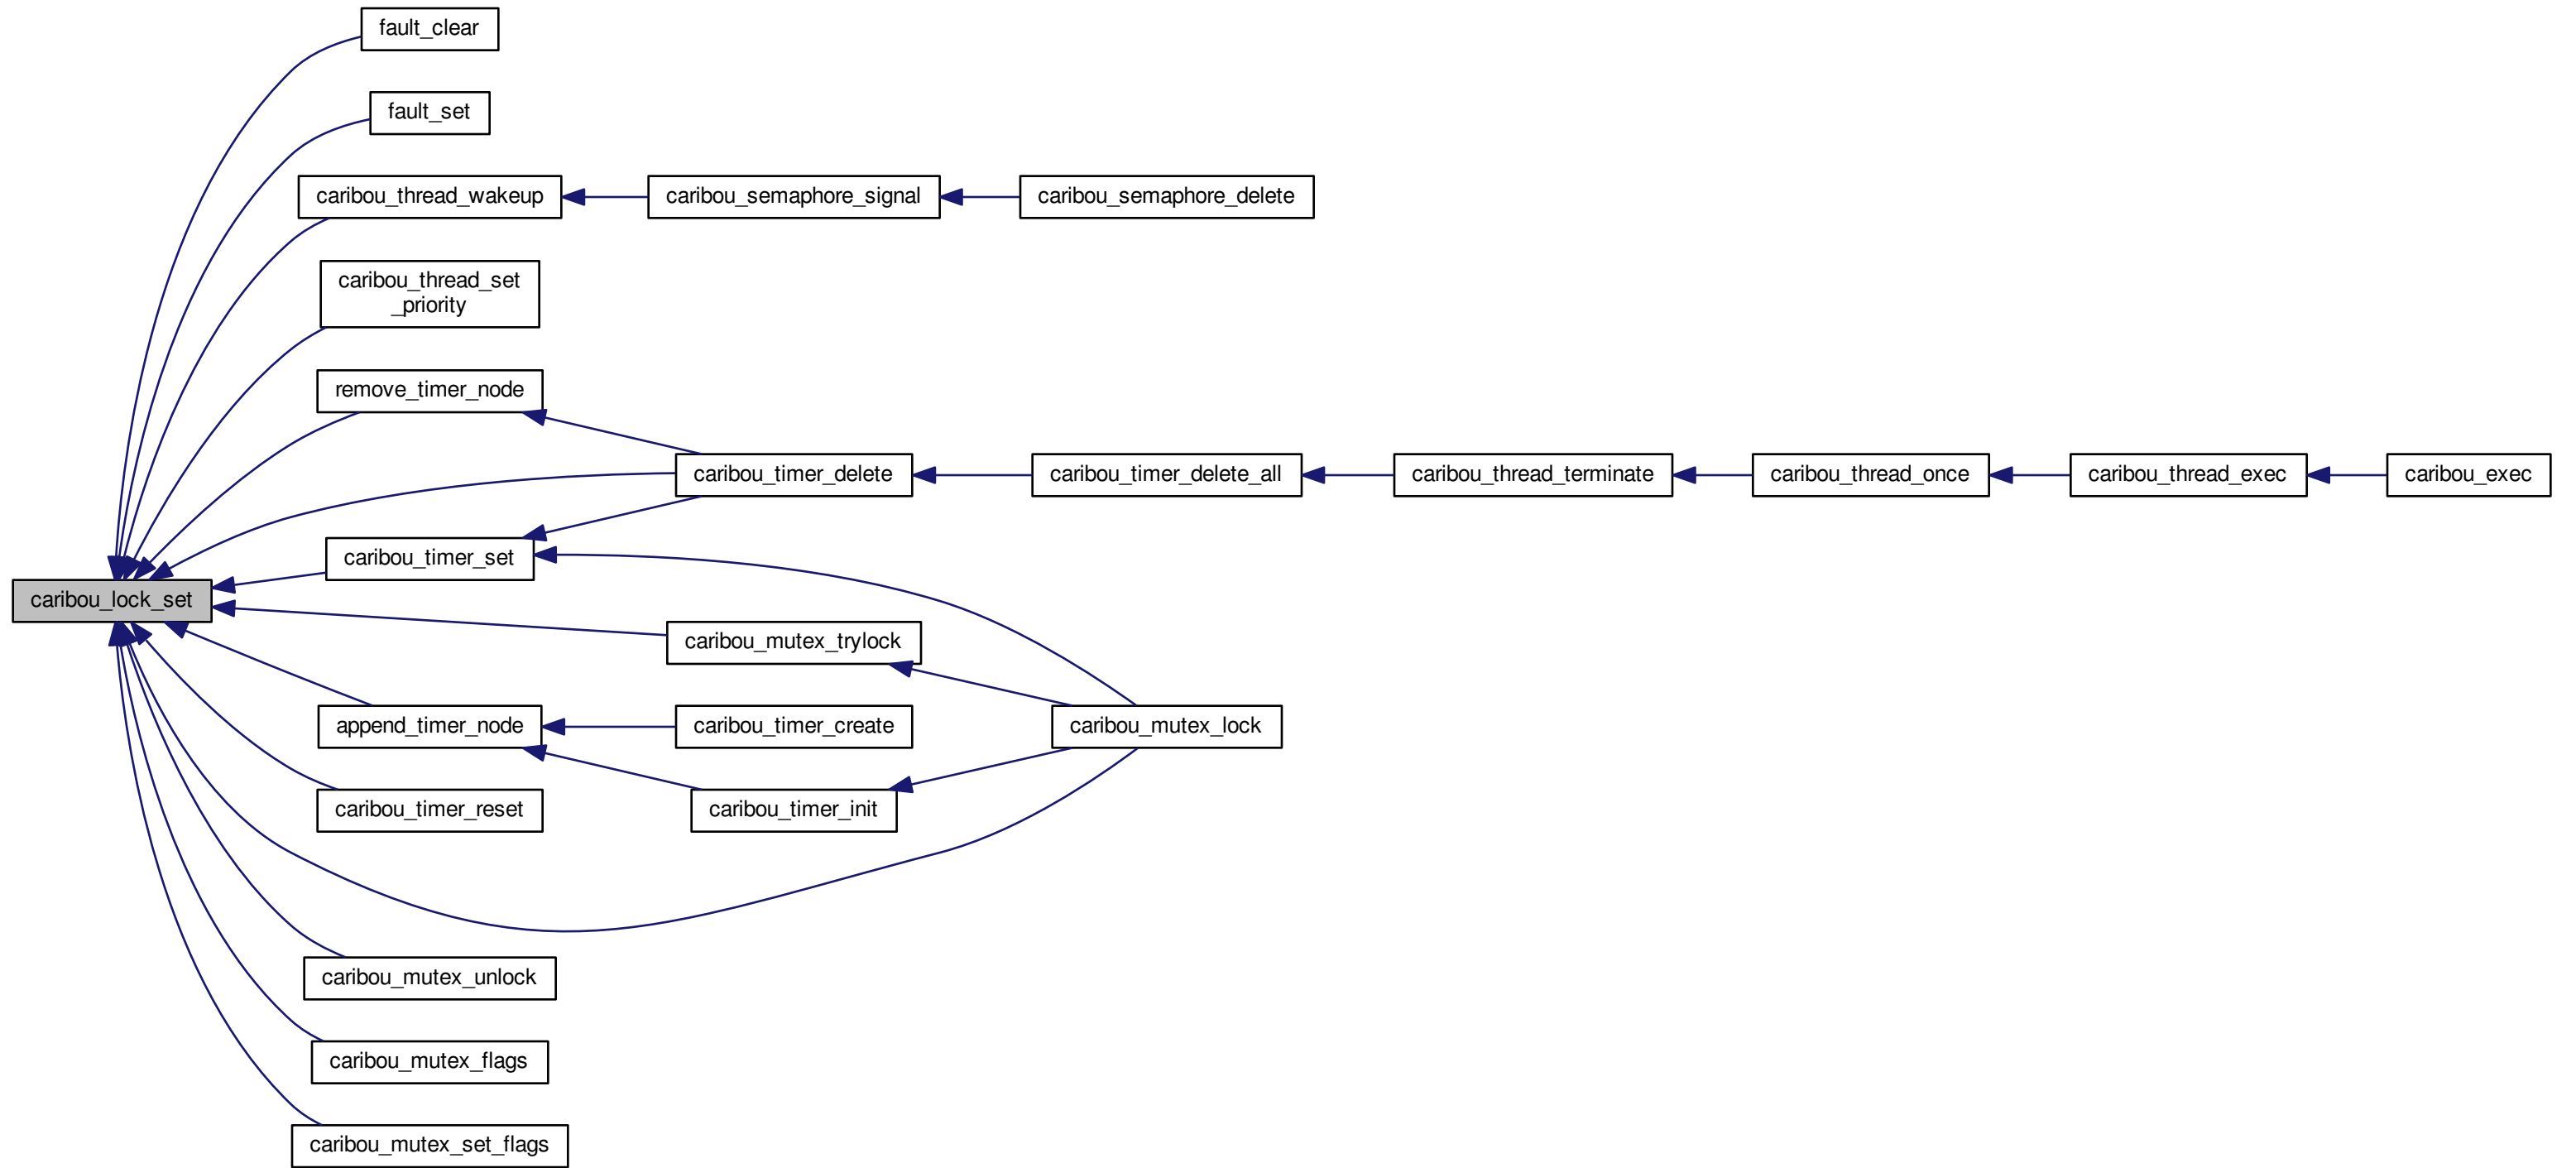 fault_clear
fault_set
caribou_thread_wakeup
caribou_semaphore_signal
caribou_semaphore_delete
caribou_thread_set
_priority
remove_timer_node
caribou_timer_delete
caribou_timer_delete_all
caribou_thread_terminate
caribou_thread_once
caribou_thread_exec
caribou_exec
caribou_timer_set
caribou_lock_set
caribou_mutex_trylock
append_timer_node
caribou_timer_create
caribou_mutex_lock
caribou_timer_reset
caribou_timer_init
caribou_mutex_unlock
caribou_mutex_flags
caribou_mutex_set_flags